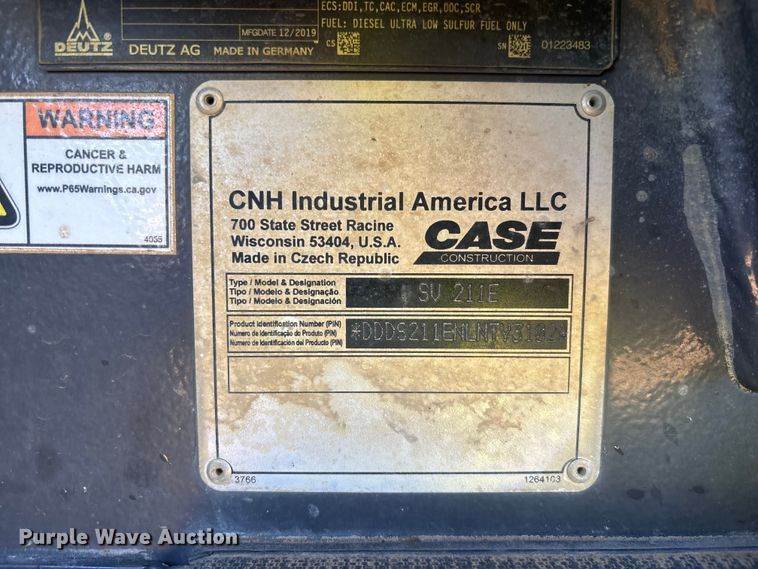 ECS:DDI,TC,CAC,ECM,EGR,DOC,SCR
FUEL: DIESEL ULTRA LOW SULFUR FUEL ONLY
MFGDATE 12/2019
CS
SN 01223483
DEUTZ
DEUTZ AG MADE IN GERMANY
WARNING
CANCER &
REPRODUCTIVE HARM
www.P65Warnings.ca.gov
4055
CNH Industrial America LLC
700 State Street Racine
Wisconsin 53404, U.S.A.
Made in Czech Republic
CASE
CONSTRUCTION
Type / Model & Designation
Tipo / Modelo & Designação
Tipo / Modelo & Designación
SV 211E
Product Identification Number (PIN)
Numero de Identificação do Produto (PIN)
Numero de Identificación del Producto (PIN)
3766
1264103
Purple Wave Auction